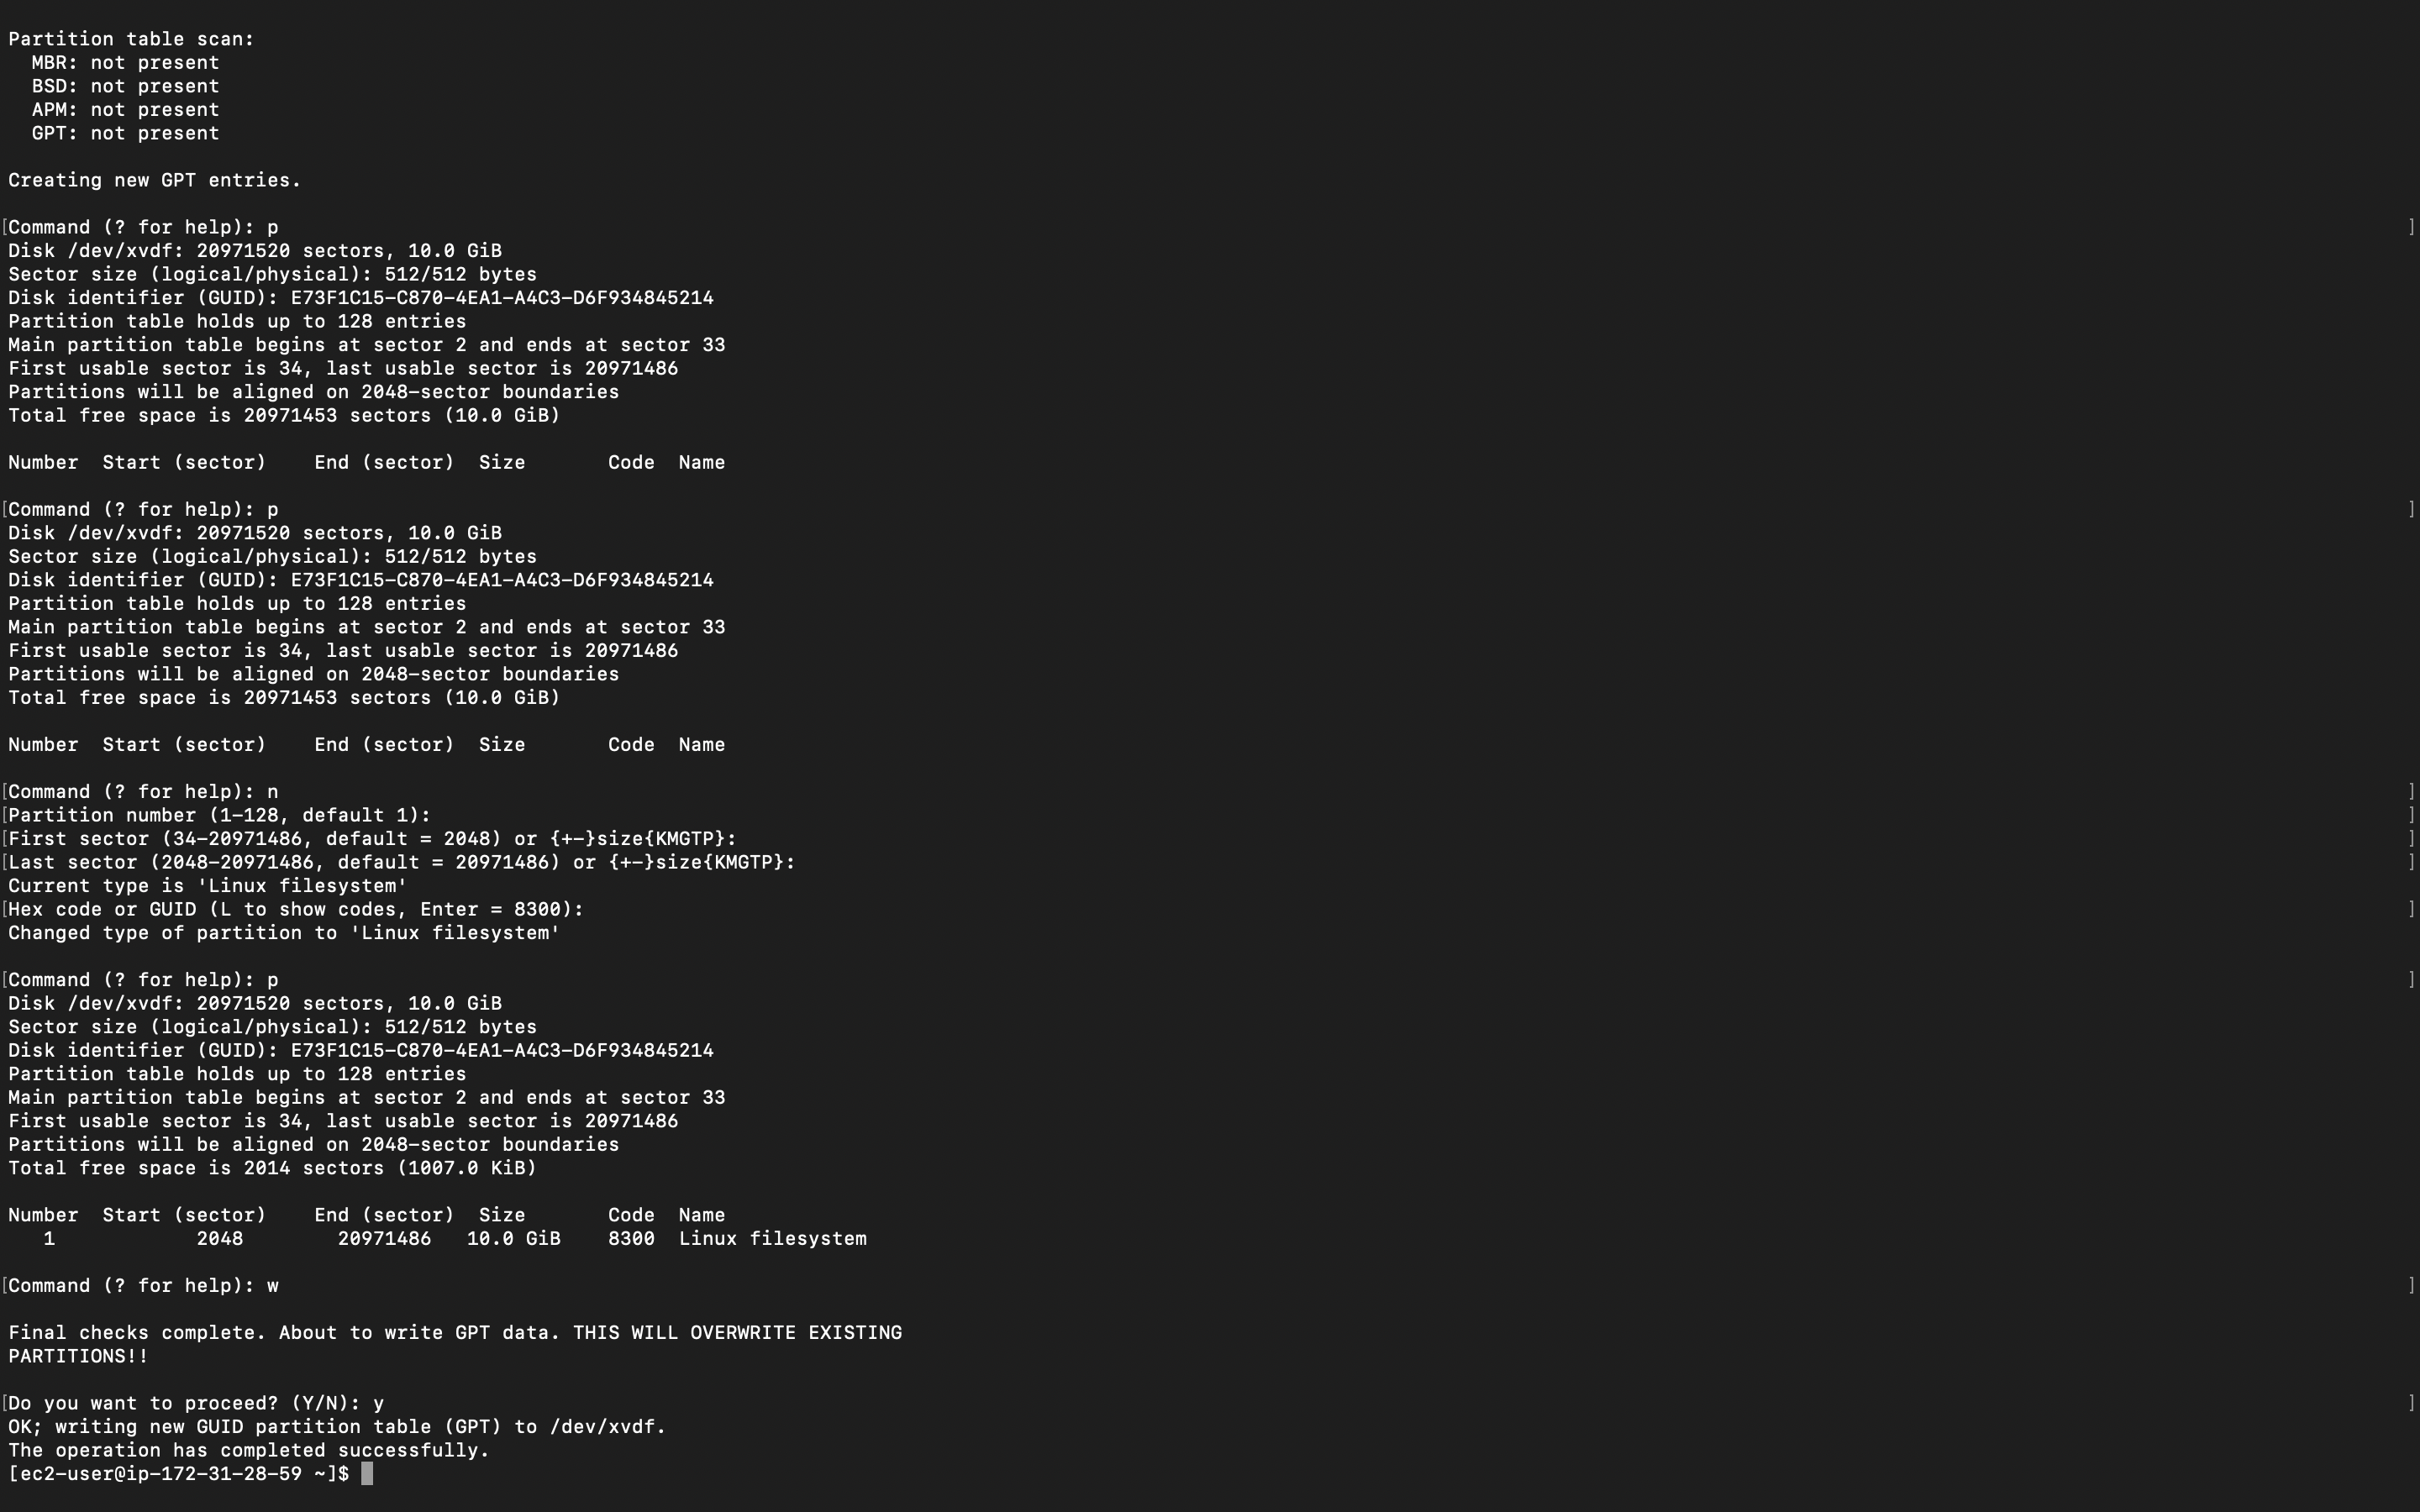 Partition table scan:
  MBR: not present
  BSD: not present
  APM: not present
  GPT: not present

Creating new GPT entries.

[Command (? for help): p ]
Disk /dev/xvdf: 20971520 sectors, 10.0 GiB
Sector size (logical/physical): 512/512 bytes
Disk identifier (GUID): E73F1C15-C870-4EA1-A4C3-D6F934845214
Partition table holds up to 128 entries
Main partition table begins at sector 2 and ends at sector 33
First usable sector is 34, last usable sector is 20971486
Partitions will be aligned on 2048-sector boundaries
Total free space is 20971453 sectors (10.0 GiB)

Number  Start (sector)    End (sector)  Size       Code  Name

[Command (? for help): p ]
Disk /dev/xvdf: 20971520 sectors, 10.0 GiB
Sector size (logical/physical): 512/512 bytes
Disk identifier (GUID): E73F1C15-C870-4EA1-A4C3-D6F934845214
Partition table holds up to 128 entries
Main partition table begins at sector 2 and ends at sector 33
First usable sector is 34, last usable sector is 20971486
Partitions will be aligned on 2048-sector boundaries
Total free space is 20971453 sectors (10.0 GiB)

Number  Start (sector)    End (sector)  Size       Code  Name

[Command (? for help): n ]
[Partition number (1-128, default 1): ]
[First sector (34-20971486, default = 2048) or {+-}size{KMGTP}: ]
[Last sector (2048-20971486, default = 20971486) or {+-}size{KMGTP}: ]
Current type is 'Linux filesystem'
[Hex code or GUID (L to show codes, Enter = 8300): ]
Changed type of partition to 'Linux filesystem'

[Command (? for help): p ]
Disk /dev/xvdf: 20971520 sectors, 10.0 GiB
Sector size (logical/physical): 512/512 bytes
Disk identifier (GUID): E73F1C15-C870-4EA1-A4C3-D6F934845214
Partition table holds up to 128 entries
Main partition table begins at sector 2 and ends at sector 33
First usable sector is 34, last usable sector is 20971486
Partitions will be aligned on 2048-sector boundaries
Total free space is 2014 sectors (1007.0 KiB)

Number  Start (sector)    End (sector)  Size       Code  Name
   1            2048        20971486   10.0 GiB    8300  Linux filesystem

[Command (? for help): w ]

Final checks complete. About to write GPT data. THIS WILL OVERWRITE EXISTING
PARTITIONS!!

[Do you want to proceed? (Y/N): y ]
OK; writing new GUID partition table (GPT) to /dev/xvdf.
The operation has completed successfully.
[ec2-user@ip-172-31-28-59 ~]$